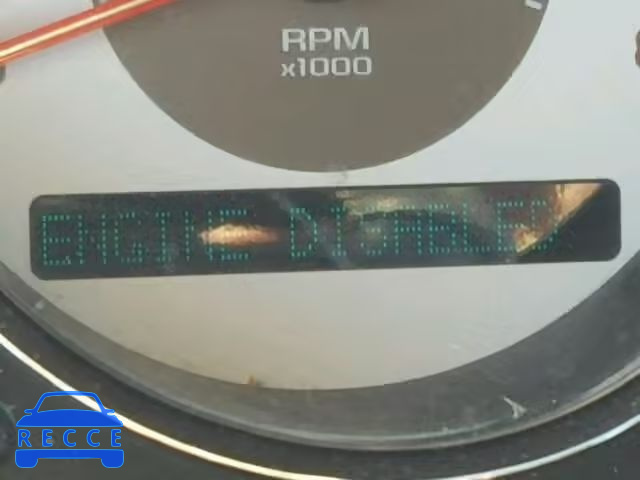 RPM
x1000
ENGINE DISABLED
RECCE